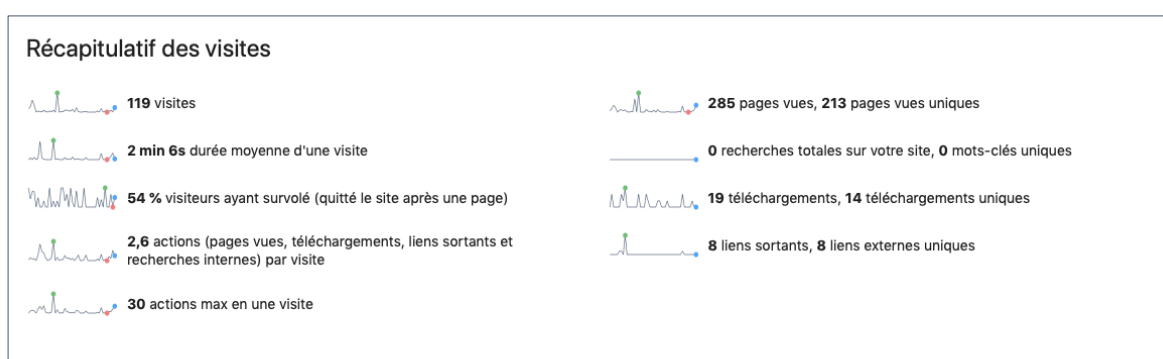 Récapitulatif des visites
119 visites
2 min 6s durée moyenne d'une visite
54 % visiteurs ayant survolé (quitté le site après une page)
2,6 actions (pages vues, téléchargements, liens sortants et
recherches internes) par visite
30 actions max en une visite
285 pages vues, 213 pages vues uniques
0 recherches totales sur votre site, 0 mots-clés uniques
19 téléchargements, 14 téléchargements uniques
8 liens sortants, 8 liens externes uniques